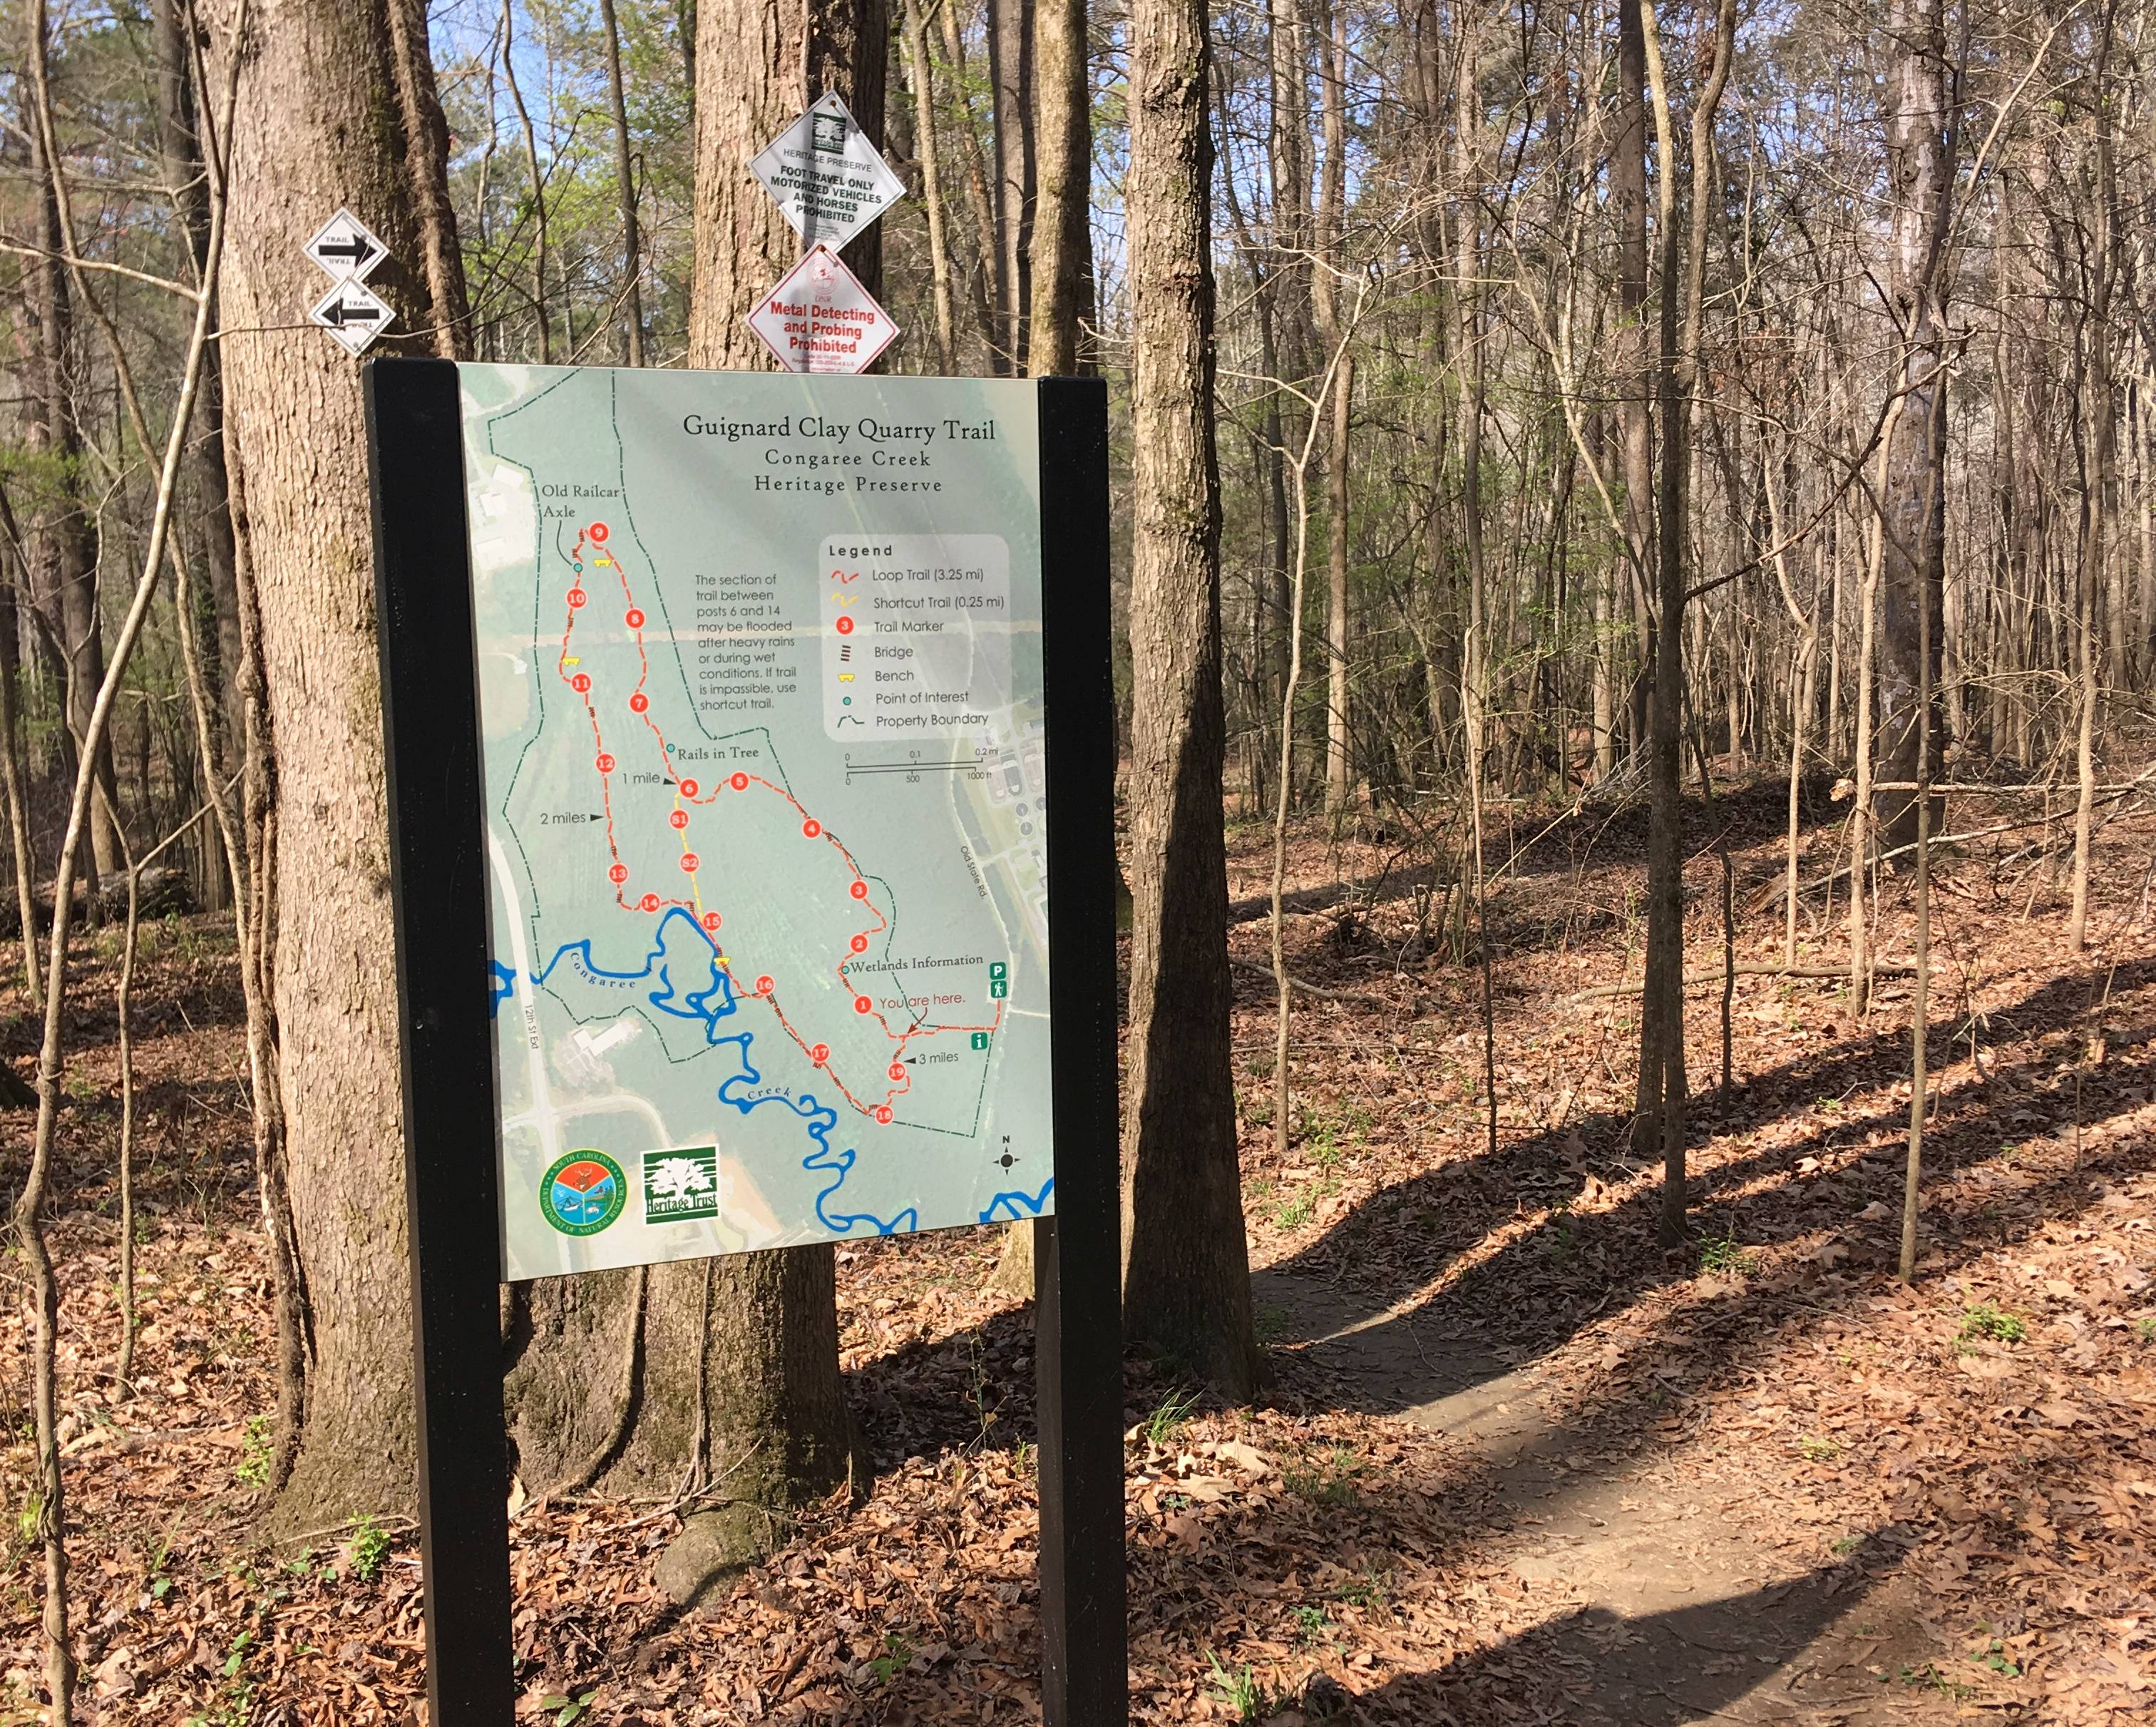 HERITAGE PRESERVE
FOOT TRAVEL ONLY
MOTORIZED VEHICLES
AND HORSES
PROHIBITED
TRAIL
TRAIL
TRAIL
TRAIL
DNR
Metal Detecting
and Probing
Prohibited
Guignard Clay Quarry Trail
Congaree Creek
Heritage Preserve
Old Railcar
Axle
9
10
8
11
7
The section of
trail between
posts 6 and 14
may be flooded
after heavy rains
or during wet
conditions. If trail
is impassible, use
shortcut trail.
Legend
Loop Trail (3.25 mi)
Shortcut Trail (0.25 mi)
3 Trail Marker
Bridge
Bench
Point of Interest
Property Boundary
0 0.1 0.2 mi
0 500 1000 ft
Rails in Tree
12
1 mile
6
5
S1
2 miles
4
S2
13
3
14
15
2
Old State Rd.
Wetlands Information
P
16
1
You are here.
Congaree
12th St Ext
i
17
3 miles
19
Creek
18
N
SOUTH CAROLINA
DEPARTMENT OF NATURAL RESOURCES
Heritage Trust